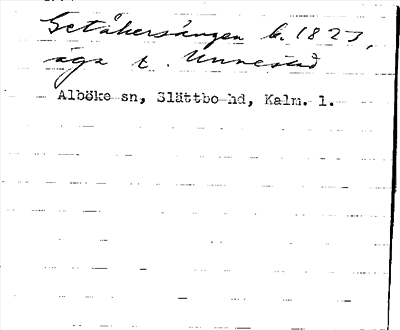 Getåkersängen b. 1823,
äga t. Unnestad
Alböke sn, Slättbo hd, Kalm. l.